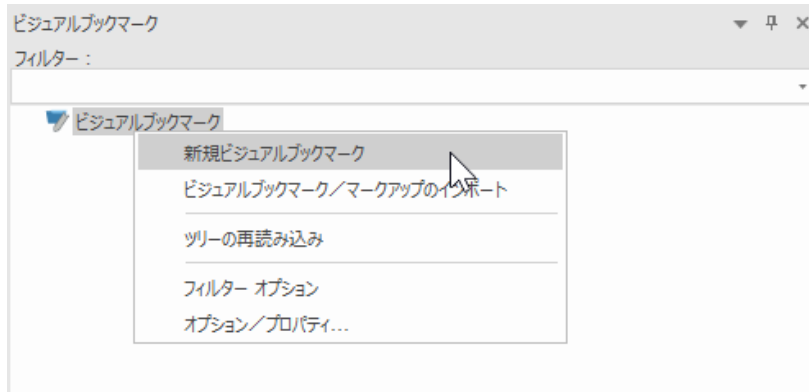 ビジュアルブックマーク
フィルター :
ビジュアルブックマーク
新規ビジュアルブックマーク
ビジュアルブックマーク／マークアップのインポート
ツリーの再読み込み
フィルター オプション
オプション／プロパティ...